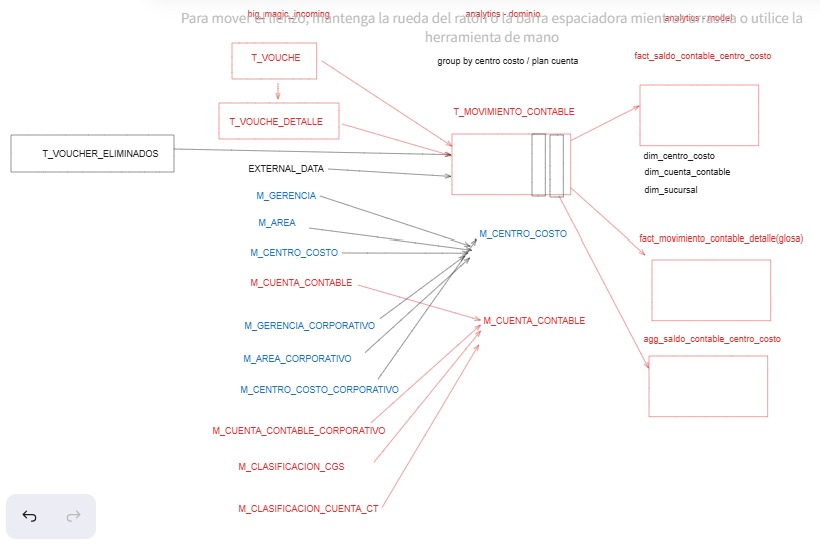 big_magic_incoming
analytics - dominio
analytics - model
Para mover el lienzo, mantenga la rueda del ratón o la barra espaciadora mientras o utilice la
herramienta de mano
T_VOUCHE
group by centro costo / plan cuenta
fact_saldo_contable_centro_costo
T_VOUCHE_DETALLE
T_MOVIMIENTO_CONTABLE
T_VOUCHER_ELIMINADOS
EXTERNAL_DATA
dim_centro_costo
dim_cuenta_contable
dim_sucursal
M_GERENCIA
M_AREA
M_CENTRO_COSTO
fact_movimiento_contable_detalle(glosa)
M_CENTRO_COSTO
M_CUENTA_CONTABLE
M_CUENTA_CONTABLE
M_GERENCIA_CORPORATIVO
agg_saldo_contable_centro_costo
M_AREA_CORPORATIVO
M_CENTRO_COSTO_CORPORATIVO
M_CUENTA_CONTABLE_CORPORATIVO
M_CLASIFICACION_CGS
M_CLASIFICACION_CUENTA_CT